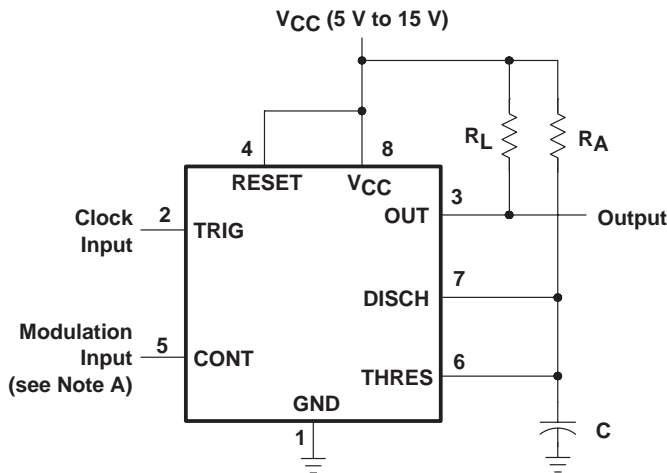 VCC (5 V to 15 V)
RL
RA
4
8
RESET
VCC
3
OUT
Output
Clock
Input
2
TRIG
7
DISCH
Modulation
Input
(see Note A)
5
CONT
6
THRES
GND
1
C